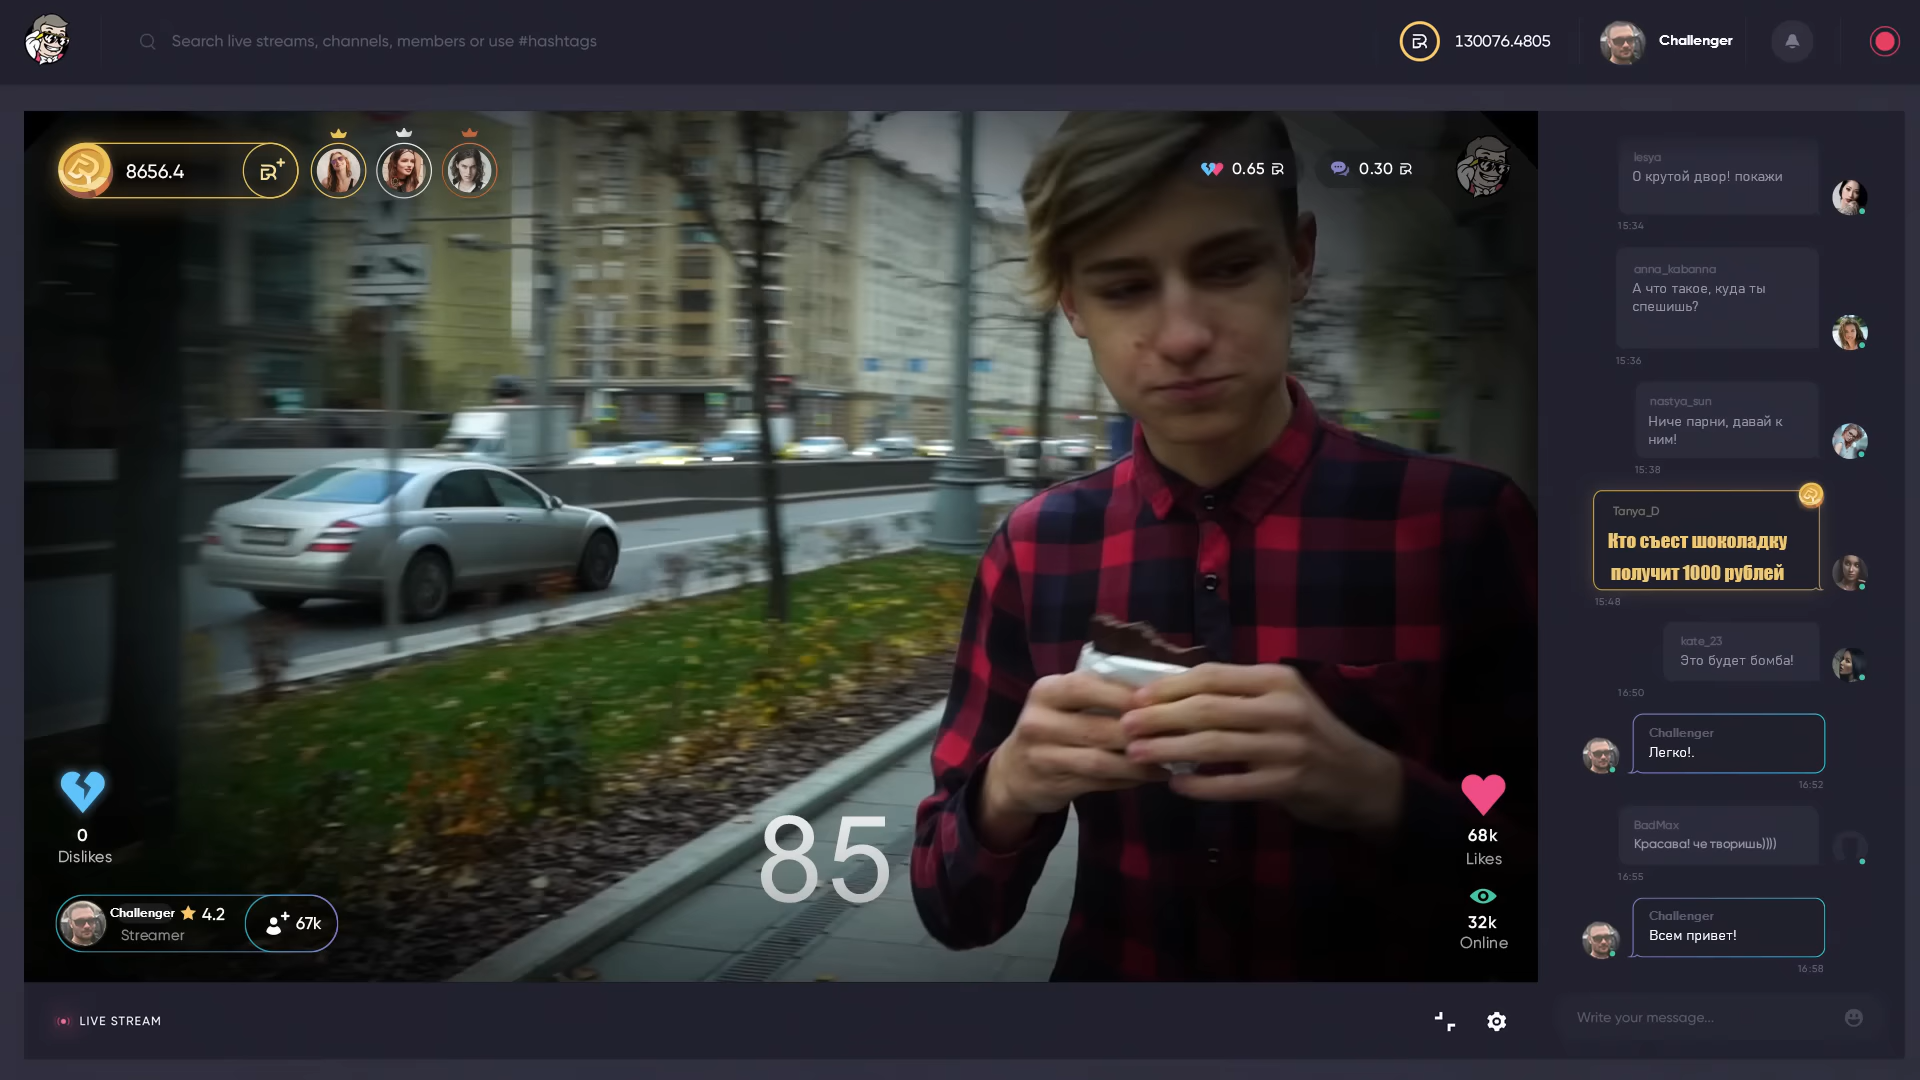 Search live streams, channels, members or use #hashtags
130076.4805
Challenger
8656.4
0.65
0.30
0
Dislikes
Challenger 4.2
Streamer
67k
85
68k
Likes
32k
Online
LIVE STREAM
lesya
О крутой двор! покажи
15:34
anna_kabanna
А что такое, куда ты
спешишь?
15:36
nastya_sun
Ниче парни, давай к
ним!
15:38
Tanya_D
Кто съест шоколадку
получит 1000 рублей
15:48
kate_23
Это будет бомба!
16:50
Challenger
Легко!.
16:52
BadMax
Красава! че творишь))))
16:55
Challenger
Всем привет!
16:58
Write your message...